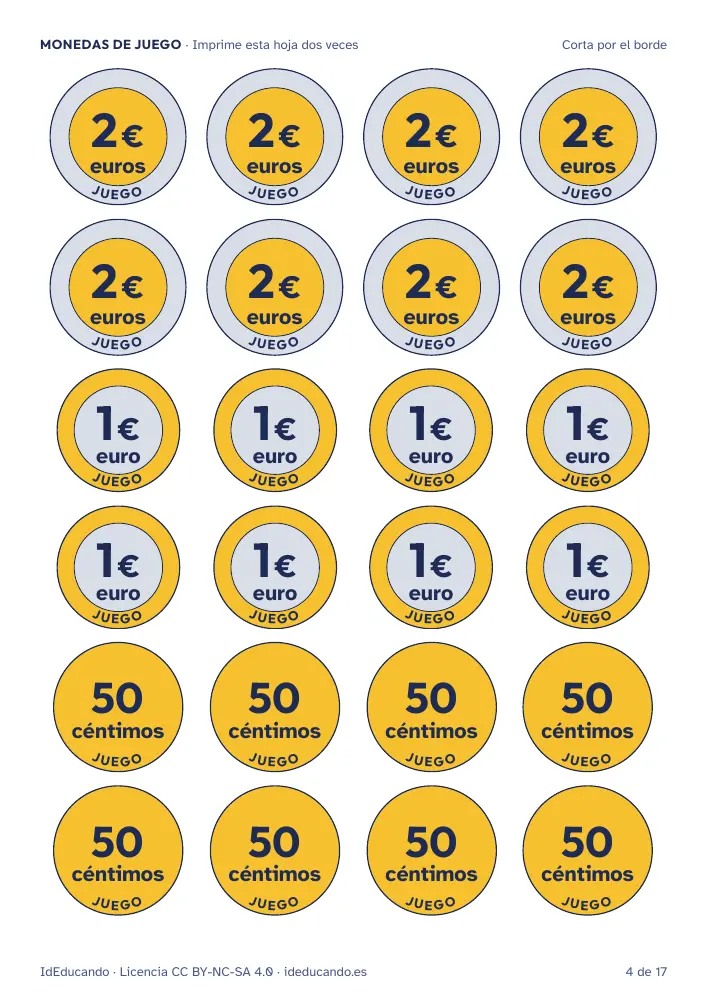 MONEDAS DE JUEGO · Imprime esta hoja dos veces
Corta por el borde
2 € 2 € 2 € 2 €
euros euros euros euros
JUEGO JUEGO JUEGO JUEGO
2 € 2 € 2 € 2 €
euros euros euros euros
JUEGO JUEGO JUEGO JUEGO
1 € 1 € 1 € 1 €
euro euro euro euro
JUEGO JUEGO JUEGO JUEGO
1 € 1 € 1 € 1 €
euro euro euro euro
JUEGO JUEGO JUEGO JUEGO
50 50 50 50
céntimos céntimos céntimos céntimos
JUEGO JUEGO JUEGO JUEGO
50 50 50 50
céntimos céntimos céntimos céntimos
JUEGO JUEGO JUEGO JUEGO
IdEducando · Licencia CC BY-NC-SA 4.0 · ideducando.es
4 de 17